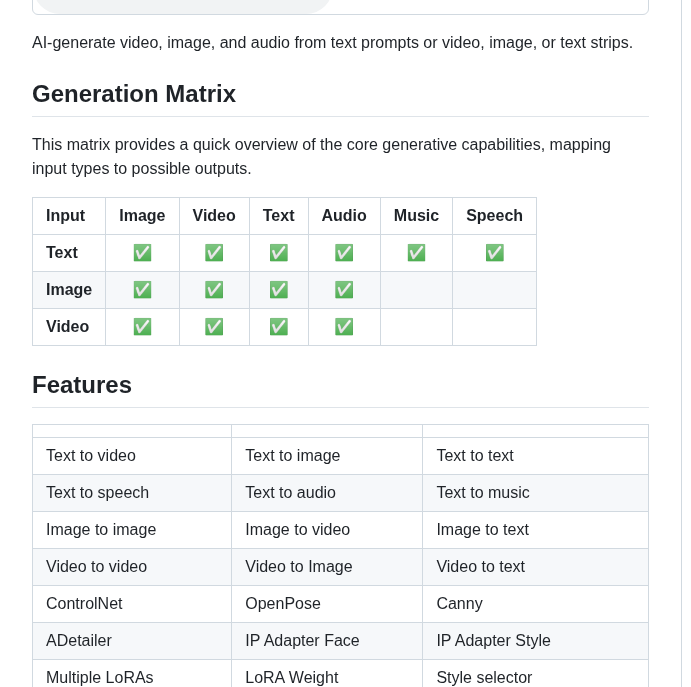 AI-generate video, image, and audio from text prompts or video, image, or text strips.
Generation Matrix
This matrix provides a quick overview of the core generative capabilities, mapping
input types to possible outputs.
Input Image Video Text Audio Music Speech
Text ✅ ✅ ✅ ✅ ✅ ✅
Image ✅ ✅ ✅ ✅
Video ✅ ✅ ✅ ✅
Features
Text to video Text to image Text to text
Text to speech Text to audio Text to music
Image to image Image to video Image to text
Video to video Video to Image Video to text
ControlNet OpenPose Canny
ADetailer IP Adapter Face IP Adapter Style
Multiple LoRAs LoRA Weight Style selector